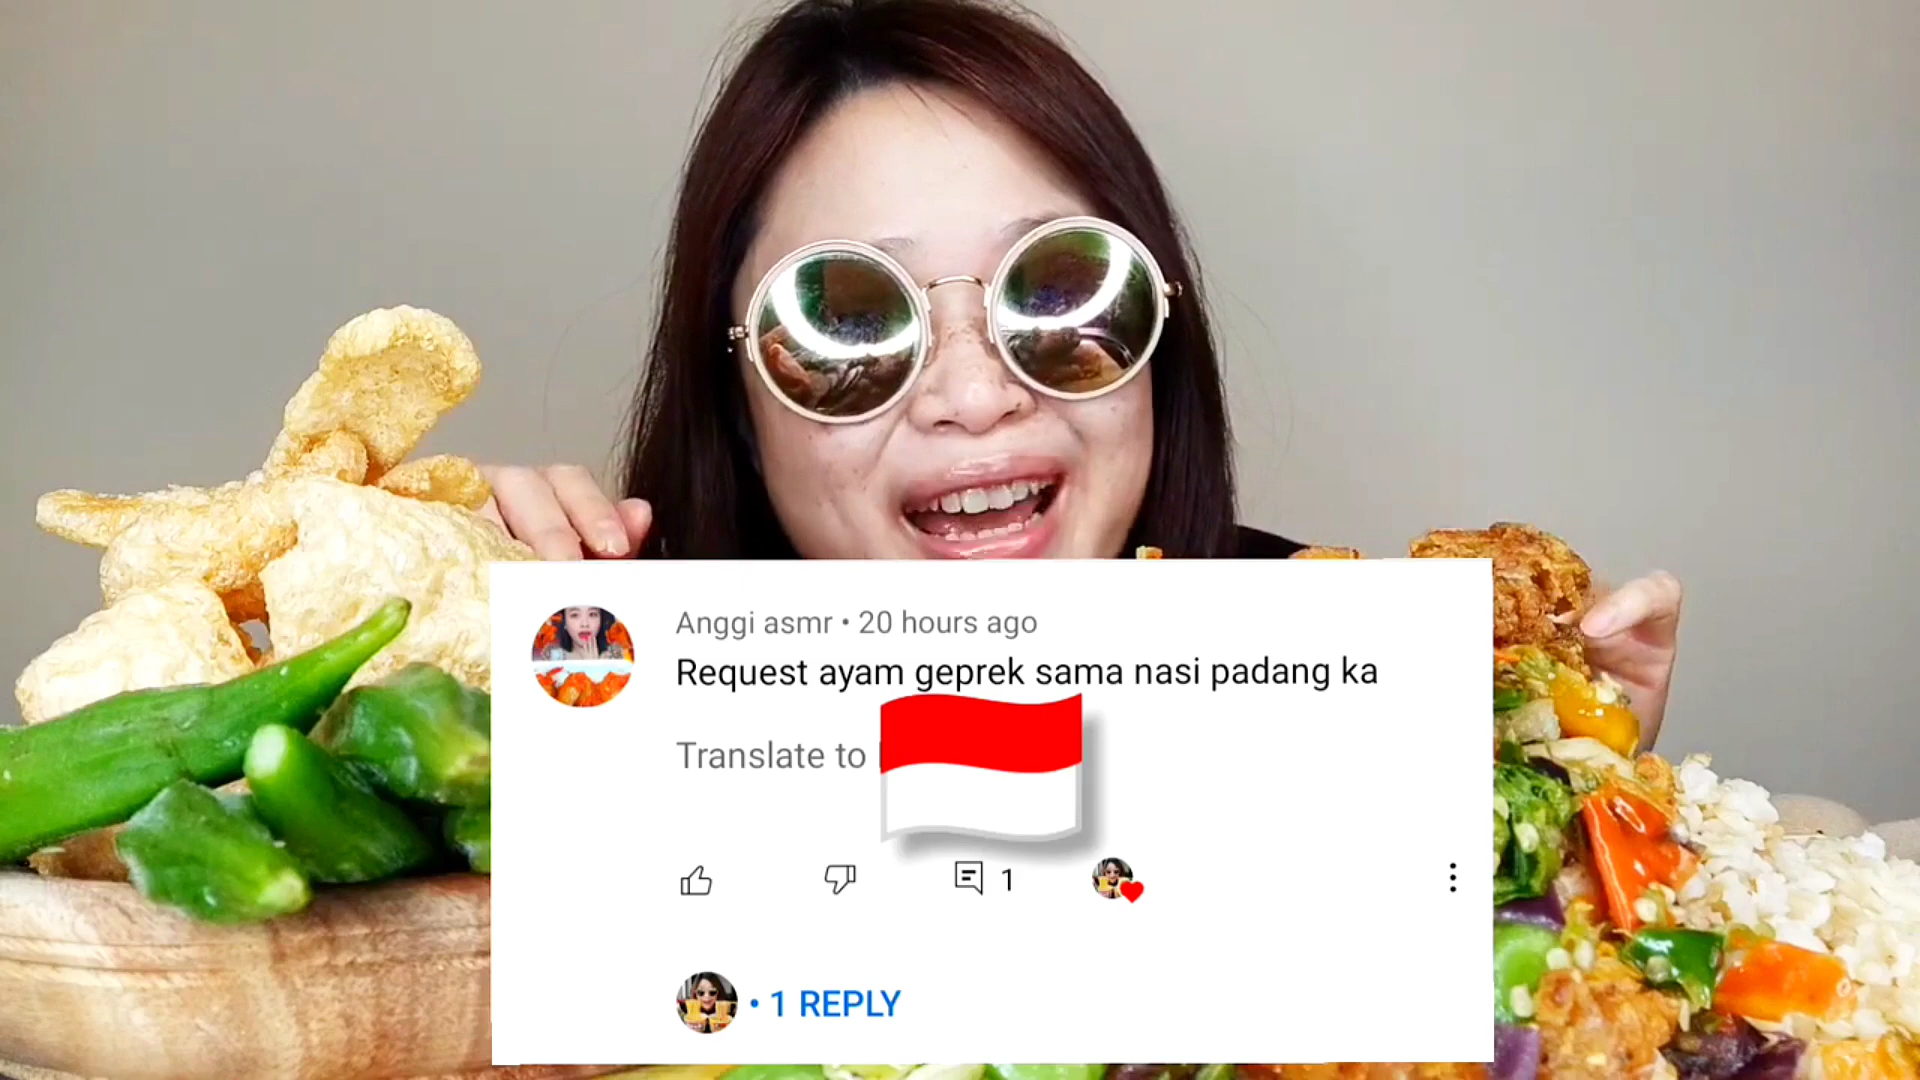 Anggi asmr • 20 hours ago
Request ayam geprek sama nasi padang ka
Translate to
1
• 1 REPLY